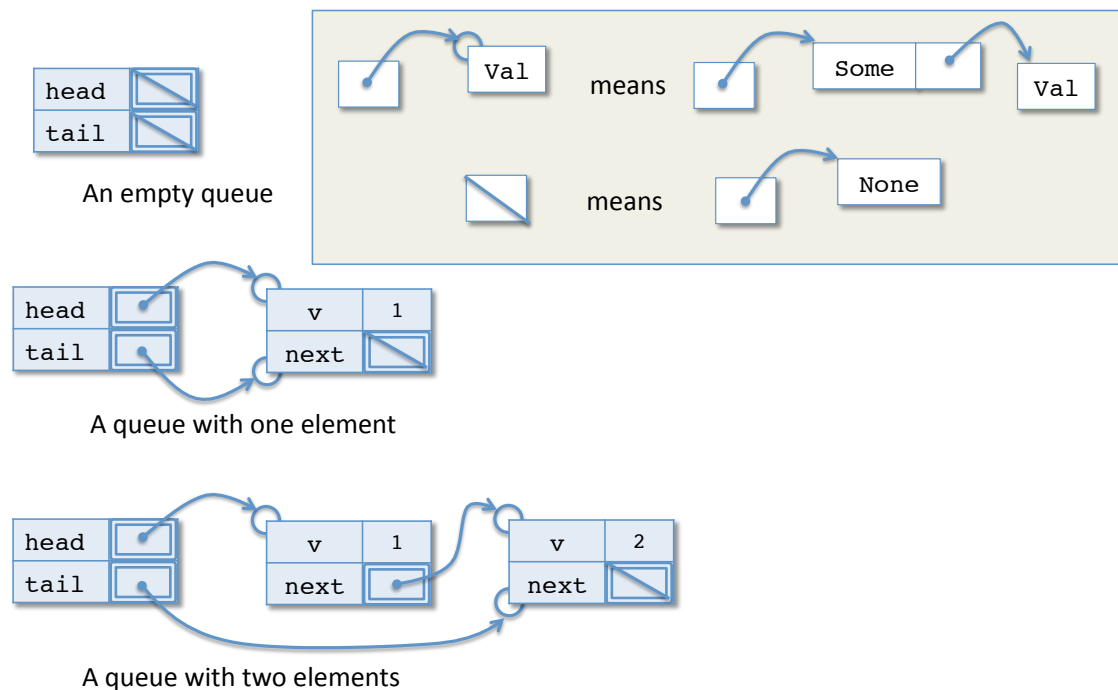 head
tail
An empty queue
Val means Some Val
means None
head
tail
v 1
next
A queue with one element
head
tail
v 1
next
v 2
next
A queue with two elements